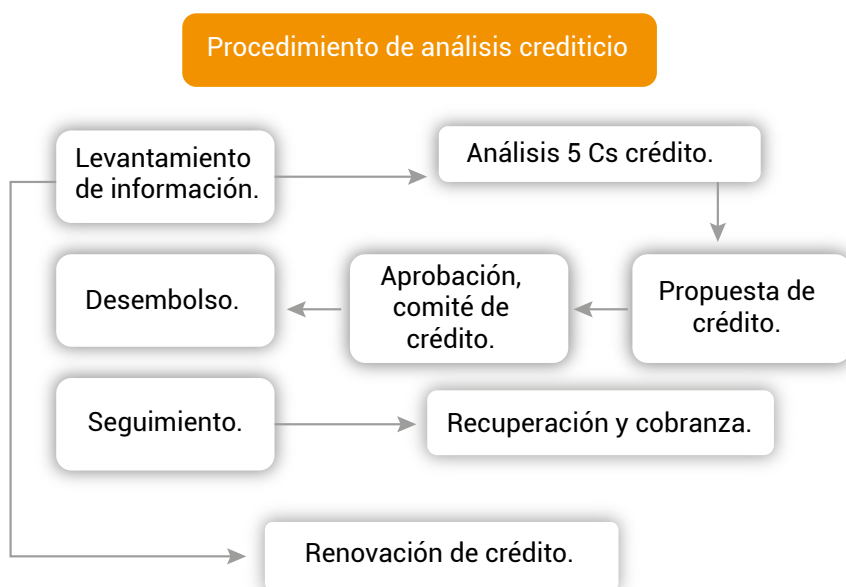 Procedimiento de análisis crediticio
Levantamiento
de información.
Análisis 5 Cs crédito.
Propuesta de
crédito.
Aprobación,
comité de
crédito.
Desembolso.
Seguimiento.
Recuperación y cobranza.
Renovación de crédito.